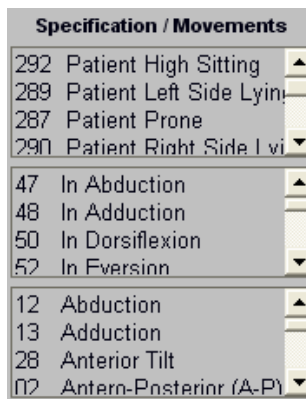 Specification / Movements
292 Patient High Sitting
289 Patient Left Side Lying
287 Patient Prone
290 Patient Right Side Lyi
47 In Abduction
48 In Adduction
50 In Dorsiflexion
52 In Eversion
12 Abduction
13 Adduction
28 Anterior Tilt
02 Antero-Posterior (A-P)